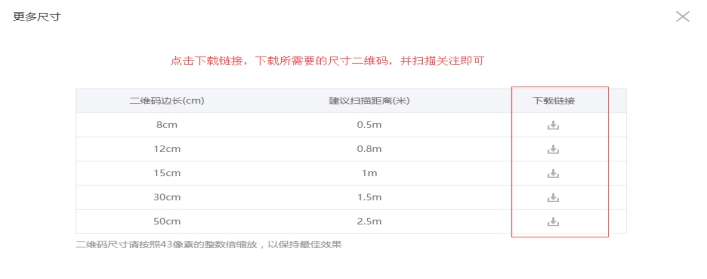 更多尺寸
点击下载链接，下载所需要的尺寸二维码，并扫描关注即可
二维码边长(cm) 建议扫描距离(米) 下载链接
8cm 0.5m
12cm 0.8m
15cm 1m
30cm 1.5m
50cm 2.5m
二维码尺寸请按照43像素的整数倍缩放，以保持最佳效果